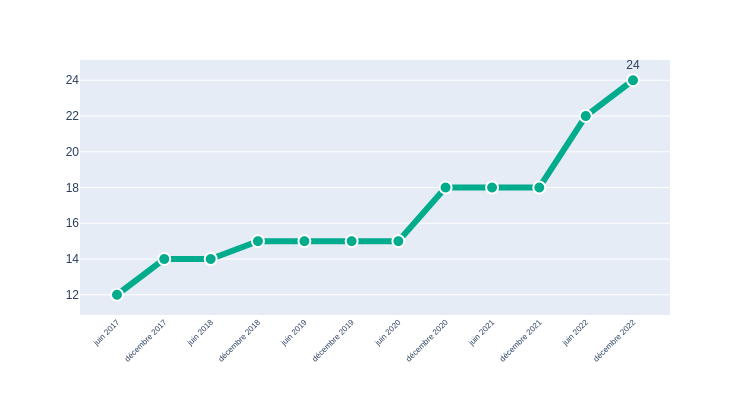 24
24
22
20
18
16
14
12
juin 2017
décembre 2017
juin 2018
décembre 2018
juin 2019
décembre 2019
juin 2020
décembre 2020
juin 2021
décembre 2021
juin 2022
décembre 2022